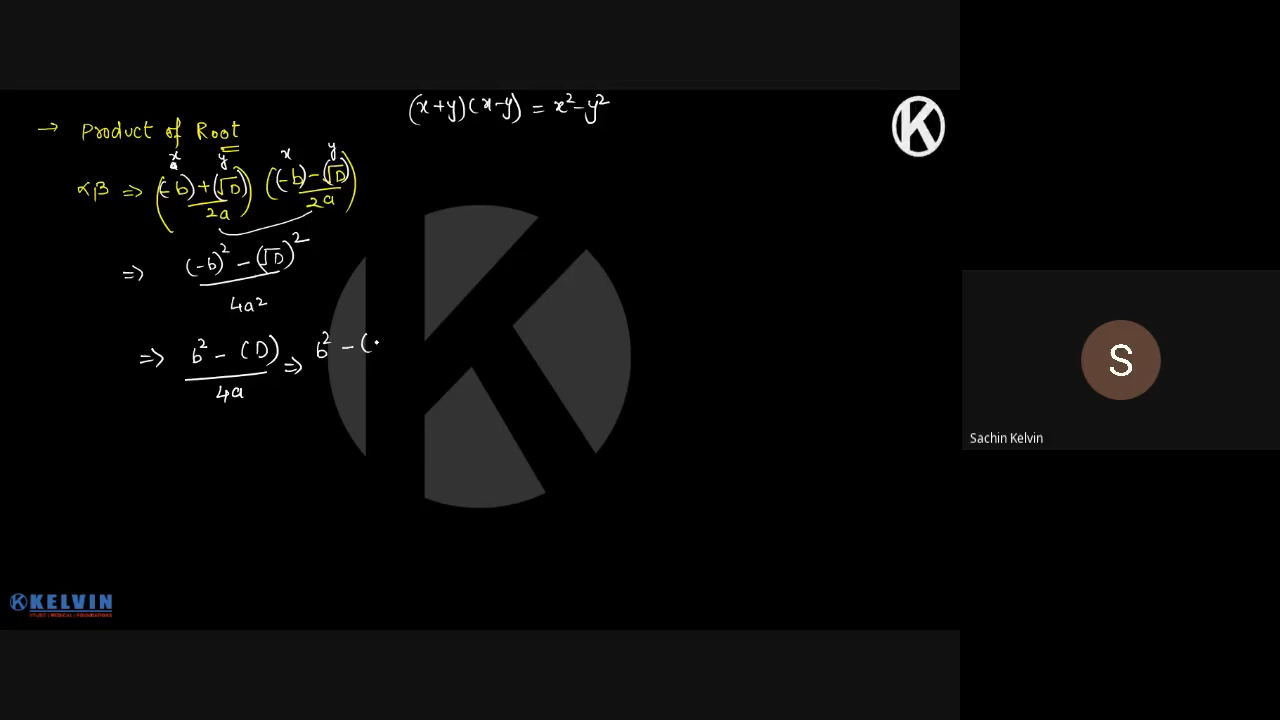 (x+y)(x-y) = x²-y²
→ Product of Root
x y x y
αβ ⇒ ((-b)+(√D)/2a) ((-b)-(√D)/2a)
⇒ (-b)² - (√D)² / 4a²
⇒ b² - (D) / 4a ⇒ b² - (
K
S
Sachin Kelvin
KELVIN